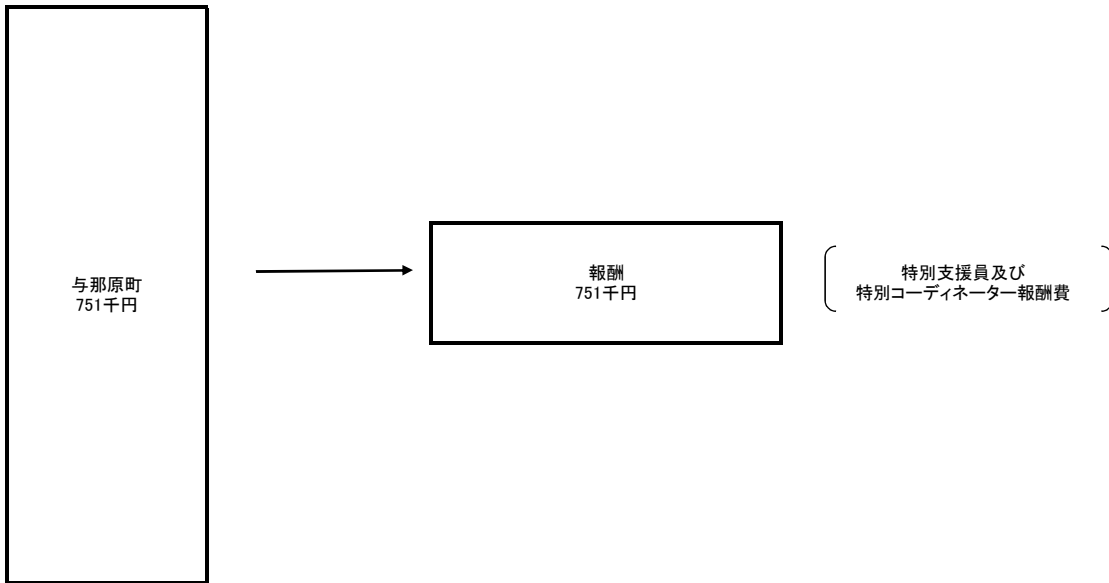 与那原町
751千円
報酬
751千円
特別支援員及び
特別コーディネーター報酬費